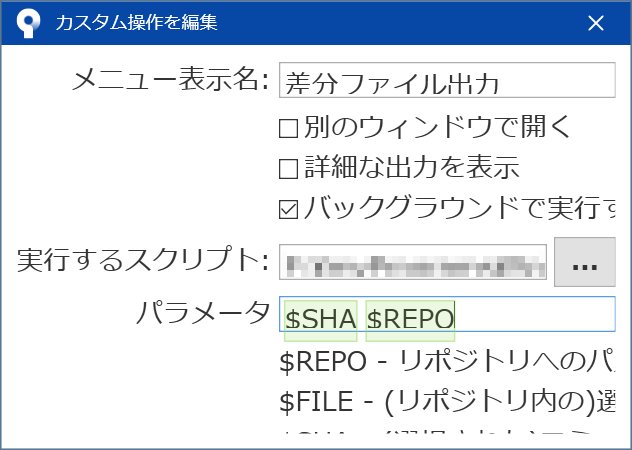 カスタム操作を編集
メニュー表示名: 差分ファイル出力
別のウィンドウで開く
詳細な出力を表示
バックグラウンドで実行す
実行するスクリプト: ...
パラメータ $SHA $REPO
$REPO - リポジトリへのパ
$FILE - (リポジトリ内の)選